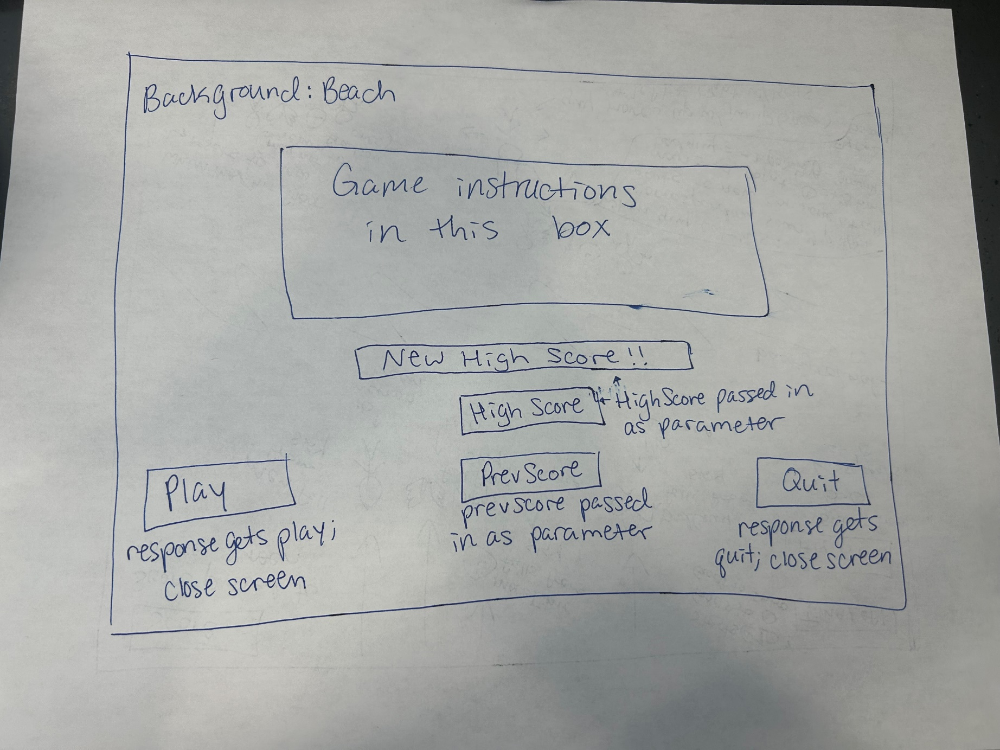 Background: Beach
Game instructions
in this box
New High Score!!
High Score
HighScore passed in
as parameter
Play
response gets play;
close screen
PrevScore
prevscore passed
in as parameter
Quit
response gets
quit; close screen